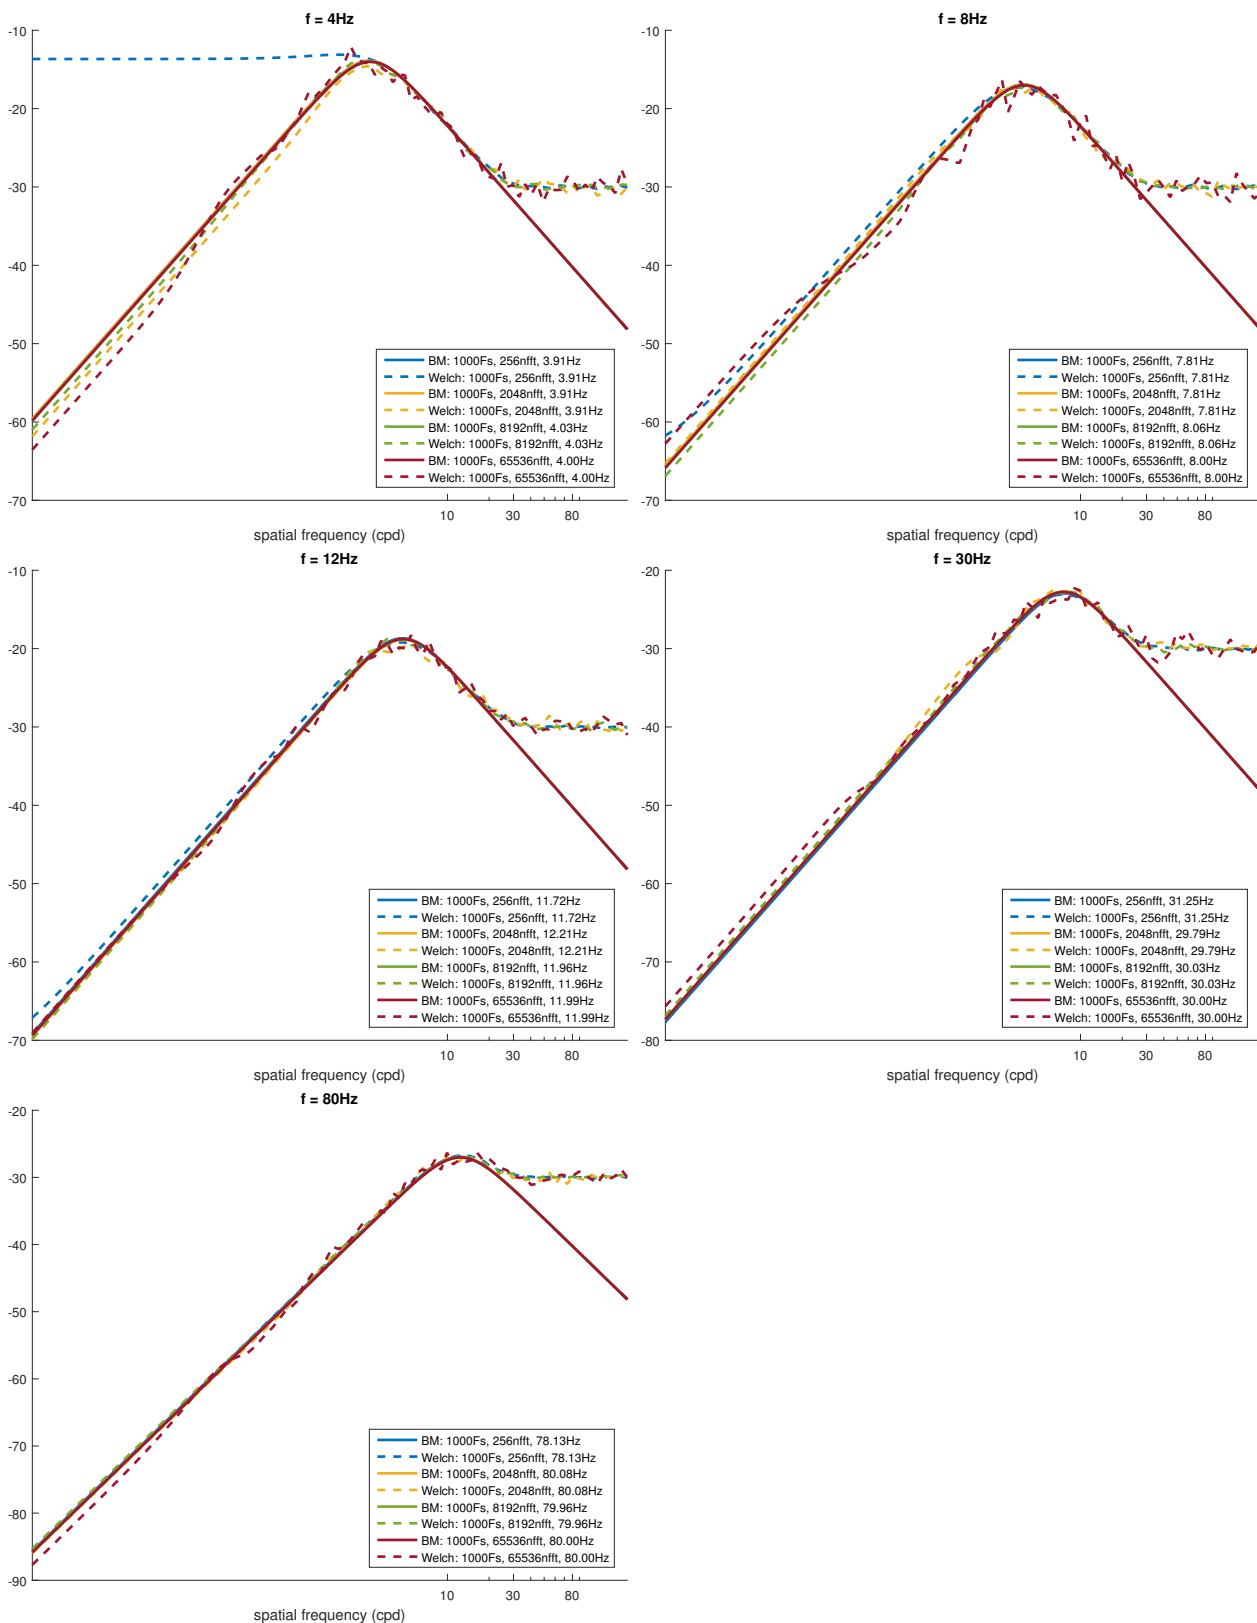 f = 4Hz
-10
-20
-30
-40
-50
-60
-70
BM: 1000Fs, 256nfft, 3.91Hz
Welch: 1000Fs, 256nfft, 3.91Hz
BM: 1000Fs, 2048nfft, 3.91Hz
Welch: 1000Fs, 2048nfft, 3.91Hz
BM: 1000Fs, 8192nfft, 4.03Hz
Welch: 1000Fs, 8192nfft, 4.03Hz
BM: 1000Fs, 65536nfft, 4.00Hz
Welch: 1000Fs, 65536nfft, 4.00Hz
10 30 80
spatial frequency (cpd)
f = 8Hz
-10
-20
-30
-40
-50
-60
-70
BM: 1000Fs, 256nfft, 7.81Hz
Welch: 1000Fs, 256nfft, 7.81Hz
BM: 1000Fs, 2048nfft, 7.81Hz
Welch: 1000Fs, 2048nfft, 7.81Hz
BM: 1000Fs, 8192nfft, 8.06Hz
Welch: 1000Fs, 8192nfft, 8.06Hz
BM: 1000Fs, 65536nfft, 8.00Hz
Welch: 1000Fs, 65536nfft, 8.00Hz
10 30 80
spatial frequency (cpd)
f = 12Hz
-10
-20
-30
-40
-50
-60
-70
BM: 1000Fs, 256nfft, 11.72Hz
Welch: 1000Fs, 256nfft, 11.72Hz
BM: 1000Fs, 2048nfft, 12.21Hz
Welch: 1000Fs, 2048nfft, 12.21Hz
BM: 1000Fs, 8192nfft, 11.96Hz
Welch: 1000Fs, 8192nfft, 11.96Hz
BM: 1000Fs, 65536nfft, 11.99Hz
Welch: 1000Fs, 65536nfft, 11.99Hz
10 30 80
spatial frequency (cpd)
f = 30Hz
-20
-30
-40
-50
-60
-70
-80
BM: 1000Fs, 256nfft, 31.25Hz
Welch: 1000Fs, 256nfft, 31.25Hz
BM: 1000Fs, 2048nfft, 29.79Hz
Welch: 1000Fs, 2048nfft, 29.79Hz
BM: 1000Fs, 8192nfft, 30.03Hz
Welch: 1000Fs, 8192nfft, 30.03Hz
BM: 1000Fs, 65536nfft, 30.00Hz
Welch: 1000Fs, 65536nfft, 30.00Hz
10 30 80
spatial frequency (cpd)
f = 80Hz
-20
-30
-40
-50
-60
-70
-80
-90
BM: 1000Fs, 256nfft, 78.13Hz
Welch: 1000Fs, 256nfft, 78.13Hz
BM: 1000Fs, 2048nfft, 80.08Hz
Welch: 1000Fs, 2048nfft, 80.08Hz
BM: 1000Fs, 8192nfft, 79.96Hz
Welch: 1000Fs, 8192nfft, 79.96Hz
BM: 1000Fs, 65536nfft, 80.00Hz
Welch: 1000Fs, 65536nfft, 80.00Hz
10 30 80
spatial frequency (cpd)